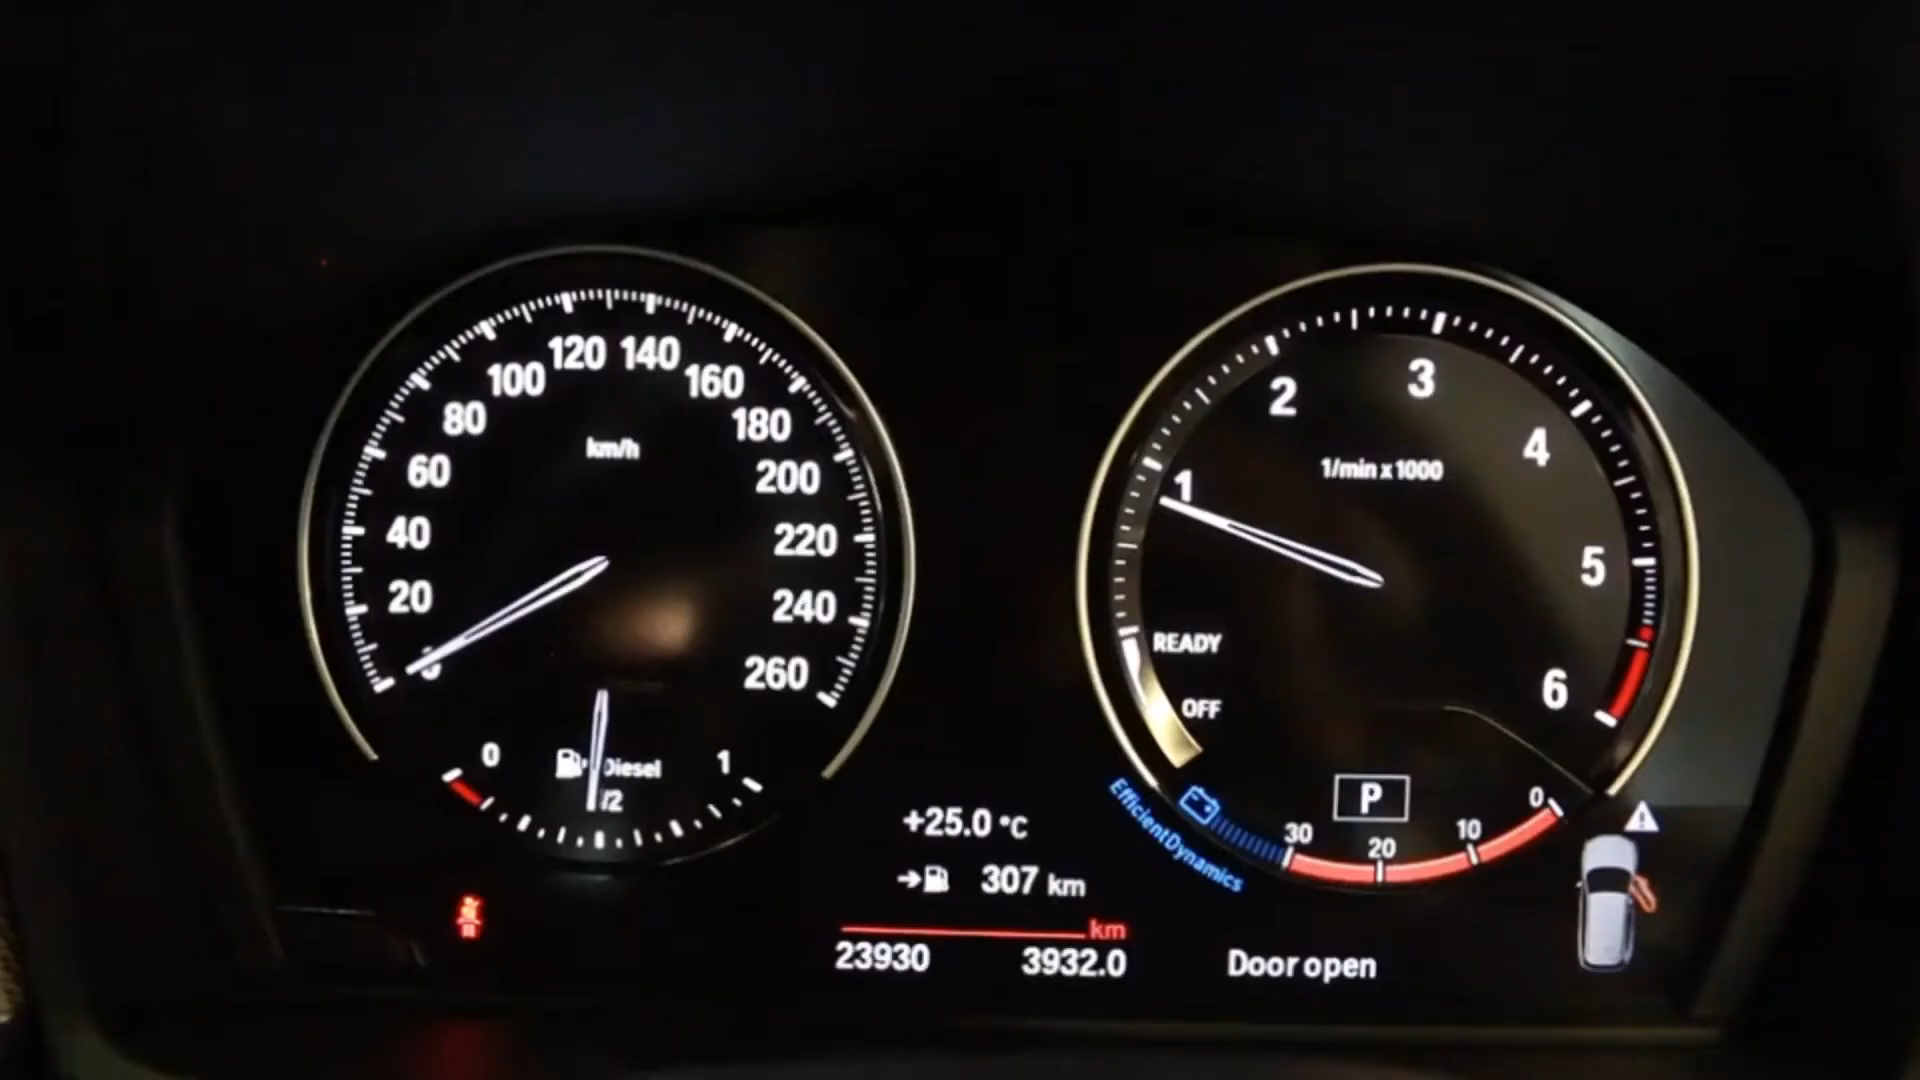 120 140
100 160
80 180
60 200
40 220
20 240
0 260
km/h
0 1
Diesel
/2
+25.0 °C
307 km
km
23930 3932.0
3
2 4
1 5
6
1/min x 1000
READY
OFF
P
30 20 10 0
EfficientDynamics
Door open